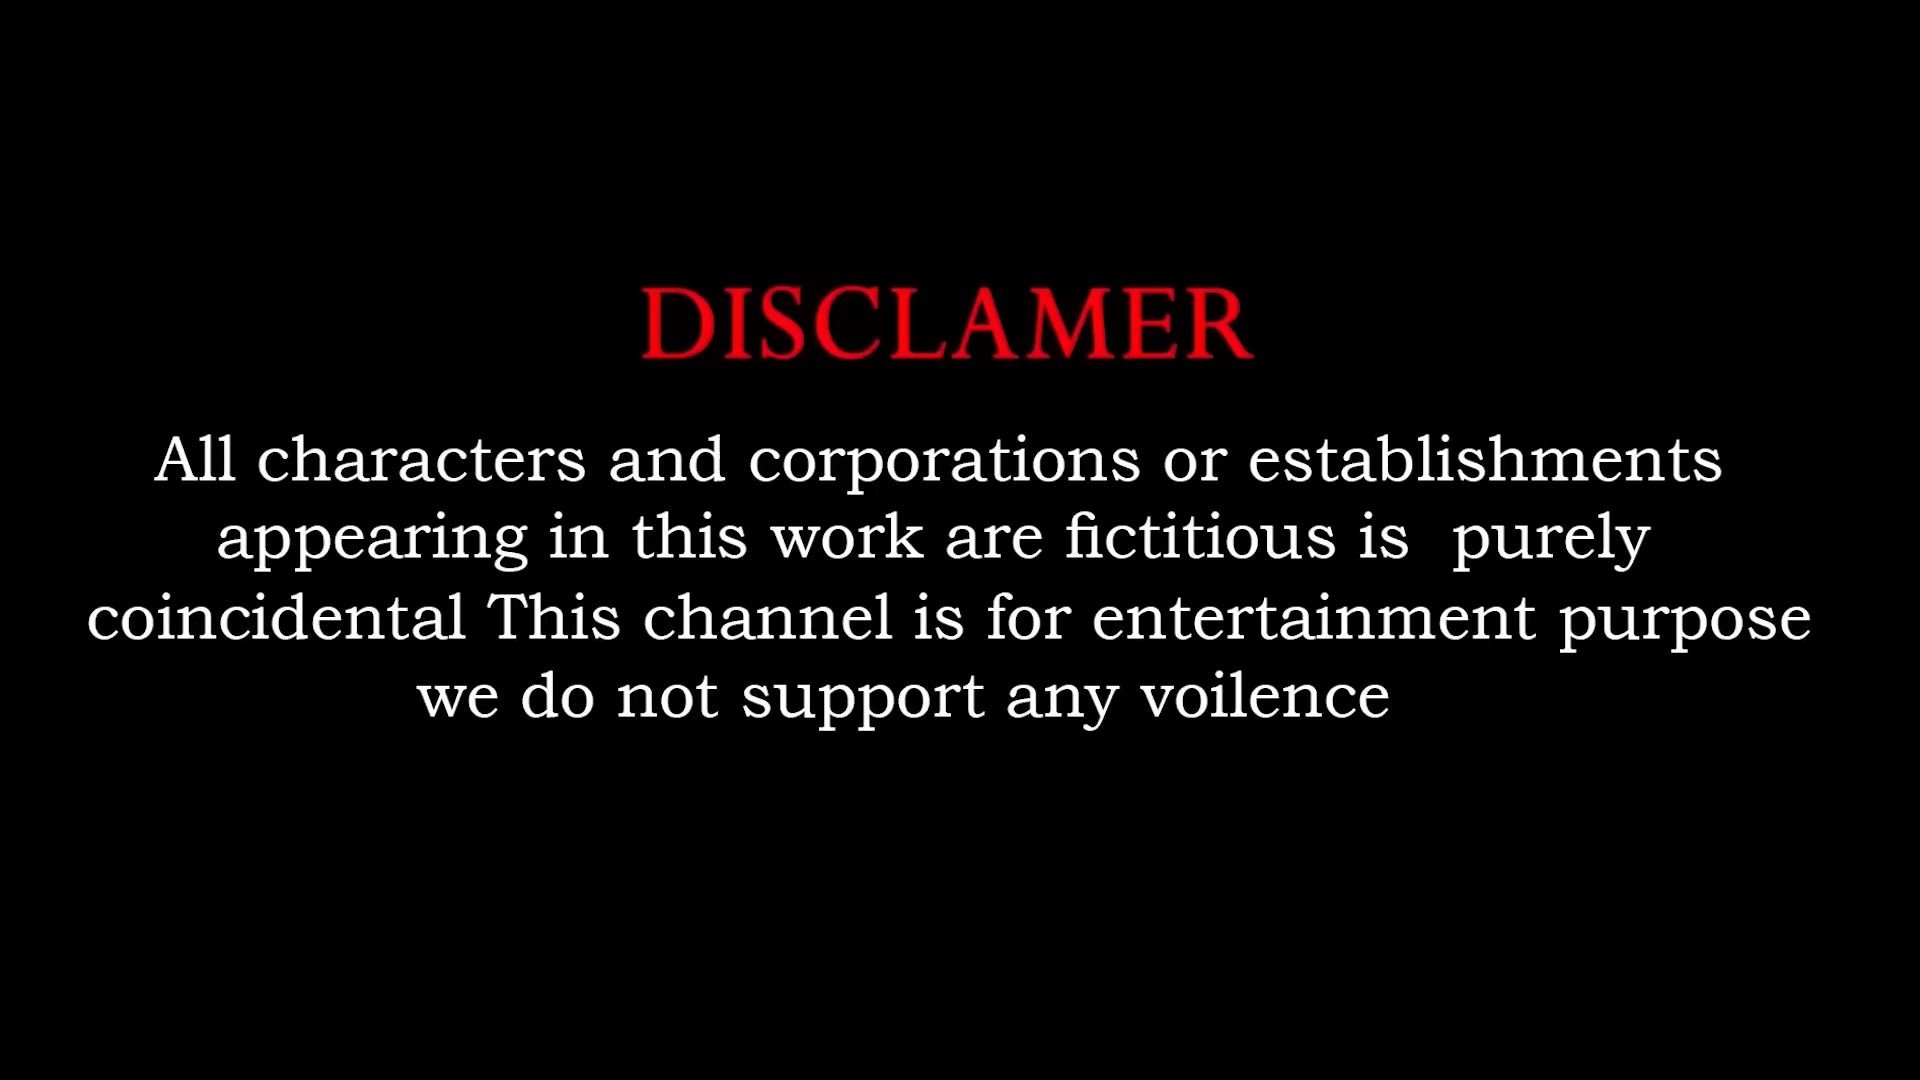 DISCLAMER
All characters and corporations or establishments
appearing in this work are fictitious is  purely
coincidental This channel is for entertainment purpose
we do not support any voilence